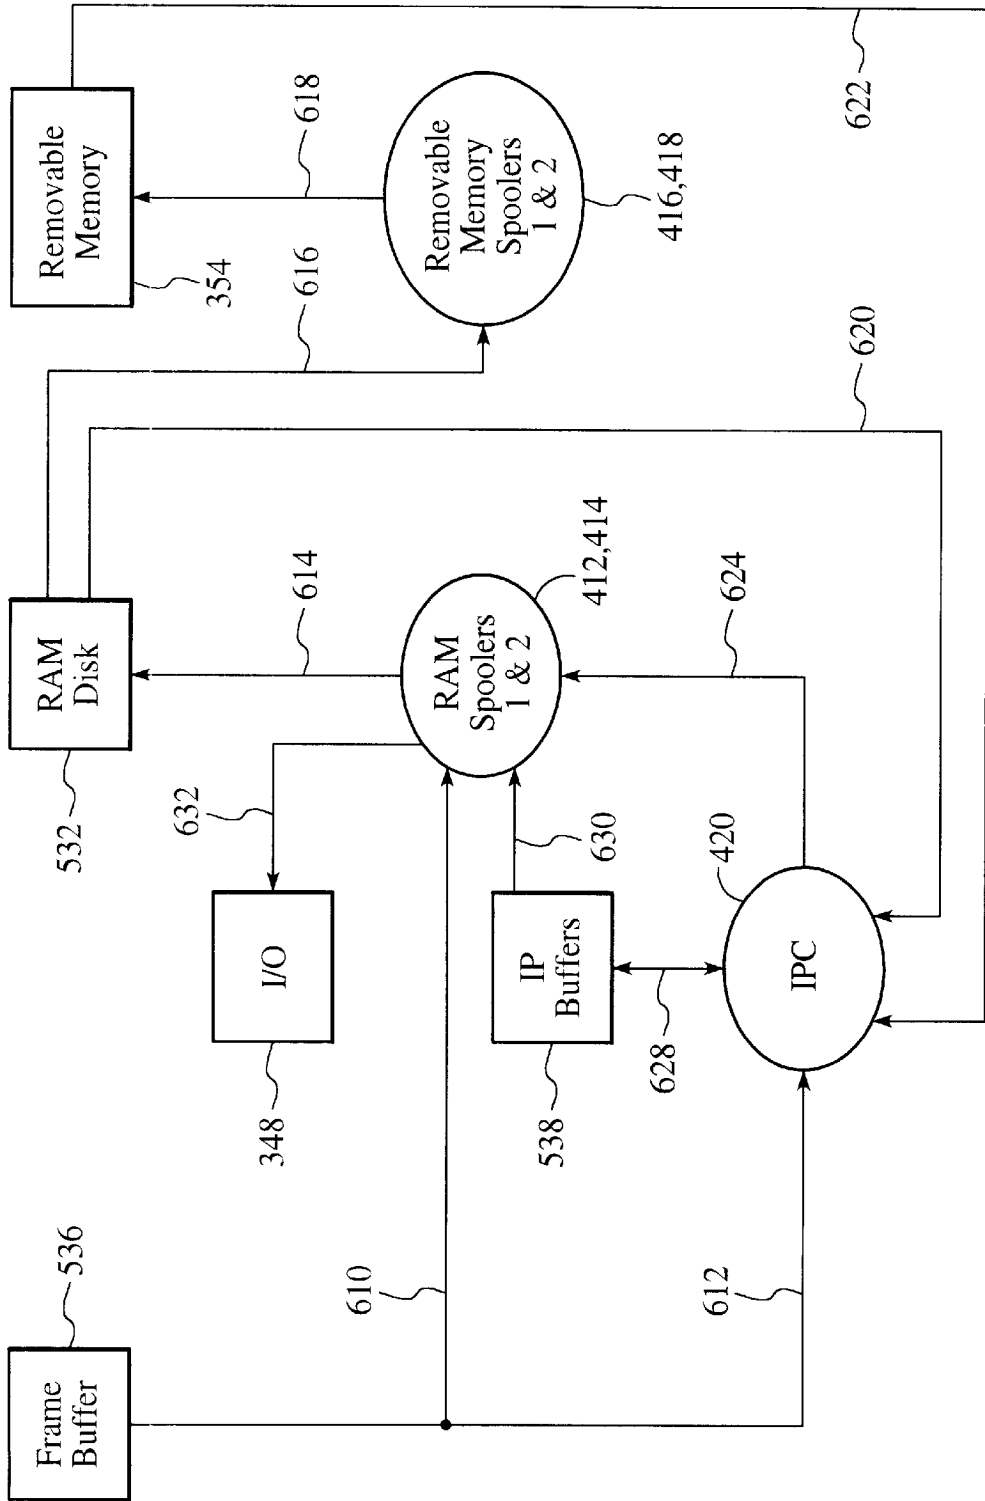 Frame
Buffer
536
RAM
Disk
532
Removable
Memory
354
618
616
614
632
I/O
348
610
RAM
Spoolers
1 & 2
412,414
Removable
Memory
Spoolers
1 & 2
416,418
630
IP
Buffers
538
628
624
620
622
420
IPC
612